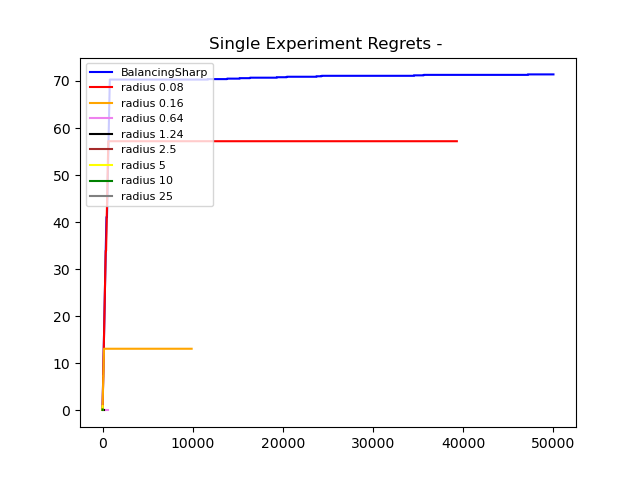 Single Experiment Regrets -
BalancingSharp
radius 0.08
radius 0.16
radius 0.64
radius 1.24
radius 2.5
radius 5
radius 10
radius 25
70
60
50
40
30
20
10
0
0 10000 20000 30000 40000 50000